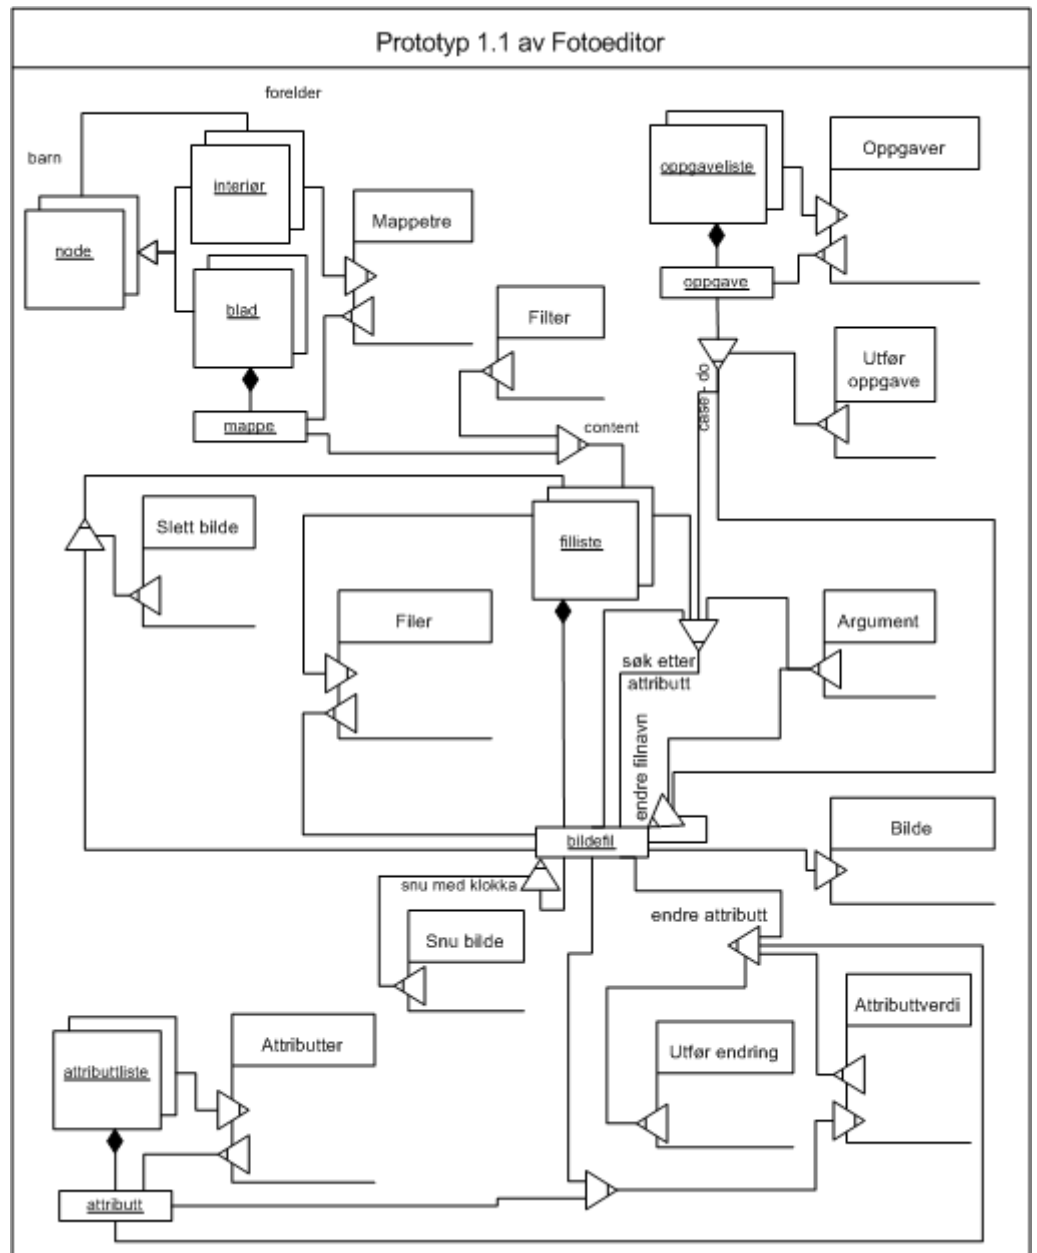 Prototyp 1.1 av Fotoeditor
forelder
barn
interiør
node
blad
mappe
Mappetre
Filter
content
oppgaveliste
Oppgaver
oppgave
Utfør
oppgave
case - do
Slett bilde
filliste
Filer
Argument
søk etter
attributt
endre filnavn
bildefil
Bilde
snu med klokka
Snu bilde
endre attributt
Attributtverdi
Utfør endring
attributtliste
Attributter
attributt